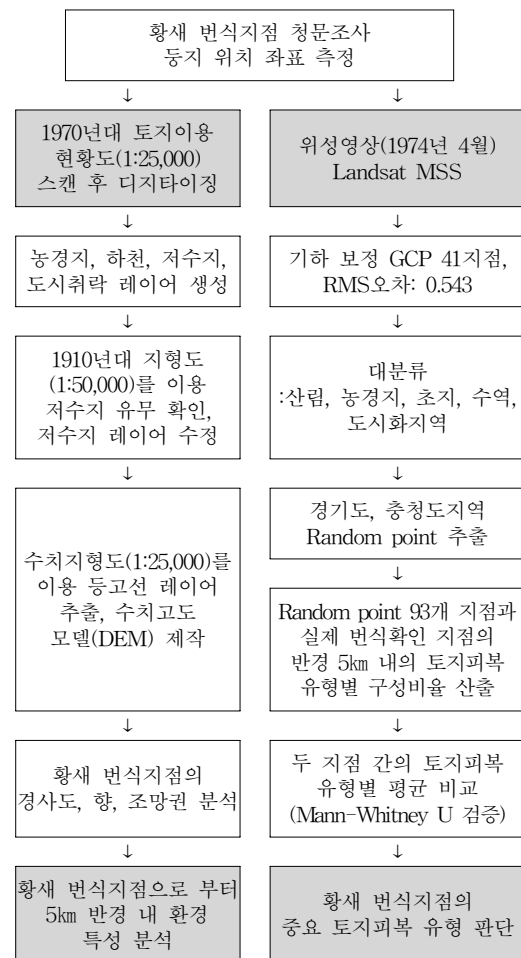 황새 번식지점 청문조사
둥지 위치 좌표 측정
↓
1970년대 토지이용
현황도(1:25,000)
스캔 후 디지타이징
↓
농경지, 하천, 저수지,
도시취락 레이어 생성
↓
1910년대 지형도
(1:50,000)를 이용
저수지 유무 확인,
저수지 레이어 수정
↓
수치지형도(1:25,000)를
이용 등고선 레이어
추출, 수치고도
모델(DEM) 제작
↓
황새 번식지점의
경사도, 향, 조망권 분석
↓
황새 번식지점으로 부터
5㎞ 반경 내 환경
특성 분석
↓
위성영상(1974년 4월)
Landsat MSS
↓
기하 보정 GCP 41지점,
RMS오차: 0.543
↓
대분류
:산림, 농경지, 초지, 수역,
도시화지역
↓
경기도, 충청도지역
Random point 추출
↓
Random point 93개 지점과
실제 번식확인 지점의
반경 5㎞ 내의 토지피복
유형별 구성비율 산출
↓
두 지점 간의 토지피복
유형별 평균 비교
(Mann-Whitney U 검증)
↓
황새 번식지점의
중요 토지피복 유형 판단